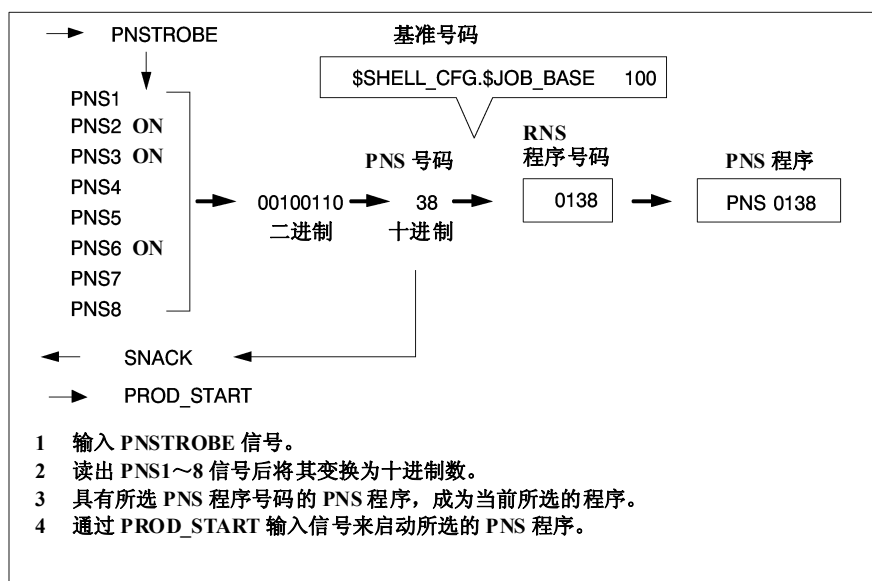 PNSTROBE
基准号码
$SHELL_CFG.$JOB_BASE 100
PNS1
PNS2 ON
PNS3 ON
PNS4
PNS5
PNS6 ON
PNS7
PNS8
00100110
二进制
PNS 号码
38
十进制
RNS
程序号码
0138
PNS 程序
PNS 0138
SNACK
PROD_START
1 输入 PNSTROBE 信号。
2 读出 PNS1～8 信号后将其变换为十进制数。
3 具有所选 PNS 程序号码的 PNS 程序，成为当前所选的程序。
4 通过 PROD_START 输入信号来启动所选的 PNS 程序。